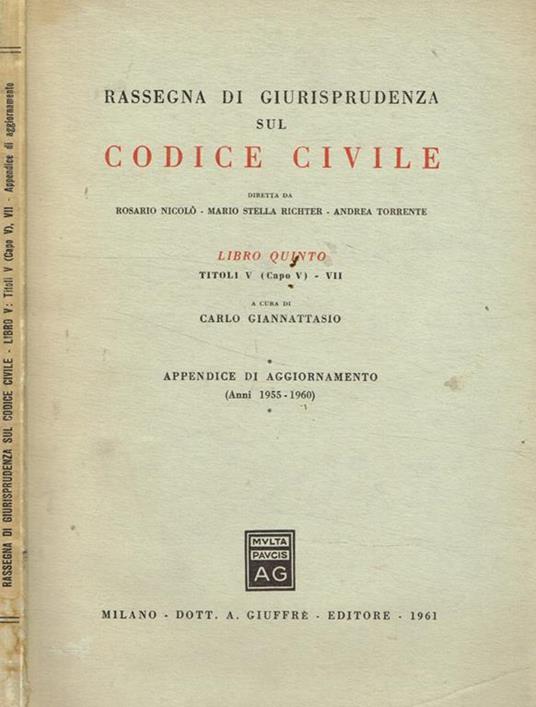 RASSEGNA DI GIURISPRUDENZA SUL CODICE CIVILE - LIBRO V: Titoli V (Capo V), VII - Appendice di aggiornamento
RASSEGNA DI GIURISPRUDENZA
SUL
CODICE CIVILE
DIRETTA DA
ROSARIO NICOLÒ - MARIO STELLA RICHTER - ANDREA TORRENTE
LIBRO QUINTO
TITOLI V (Capo V) - VII
A CURA DI
CARLO GIANNATTASIO
*
APPENDICE DI AGGIORNAMENTO
(Anni 1955-1960)
*
MVLTA
PAVCIS
AG
MILANO - DOTT. A. GIUFFRÈ - EDITORE - 1961